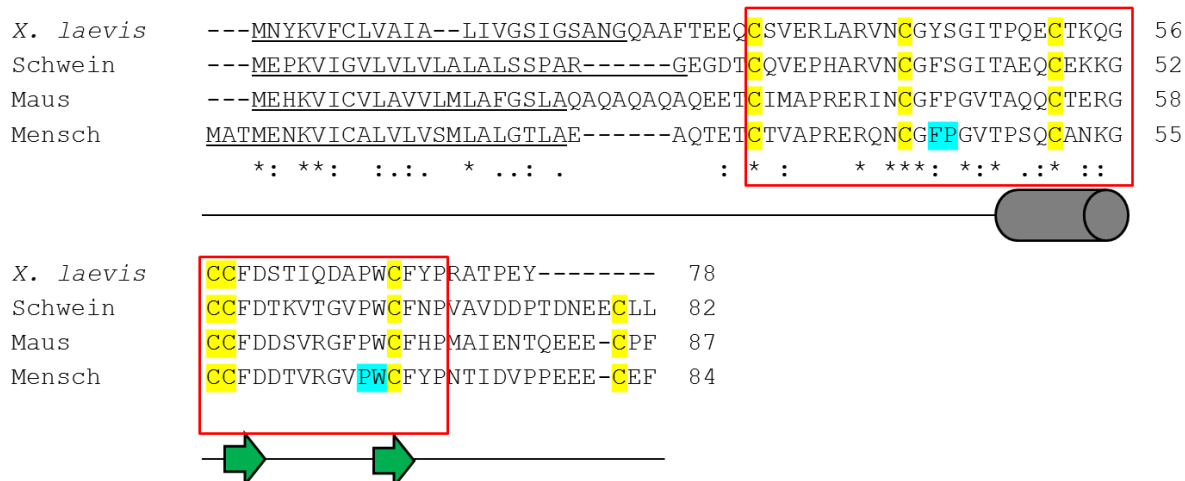 X. laevis ---MNYKVFCLVAIA--LIVGSIGSANGQAAFTEEQCSVERLARVNCGYSGITPQECTKQG 56
Schwein ---MEPKVIGVLVLVLALALSSPAR------GEGDTCQVEPHARVNCGFSGITAEQCEKKG 52
Maus ---MEHKVICVLAVVLMLAFGSLAQAQAQAQAQEETCIMAPRERINCGFPGVTAQQCTERG 58
Mensch MATMENKVICALVLVSMLALGTLAE------AQTETCTVAPRERQNCGFPGVTPSQCANKG 55
*: **: :.:. * ..: . : * : * ***: *:* .:* ::
X. laevis CCFDSTIQDAPWCFYPRATPEY-------- 78
Schwein CCFDTKVTGVPWCFNPVAVDDPTDNEECLL 82
Maus CCFDDSVRGFPWCFHPMAIENTQEEE-CPF 87
Mensch CCFDDTVRGVPWCFYPNTIDVPPEEE-CEF 84